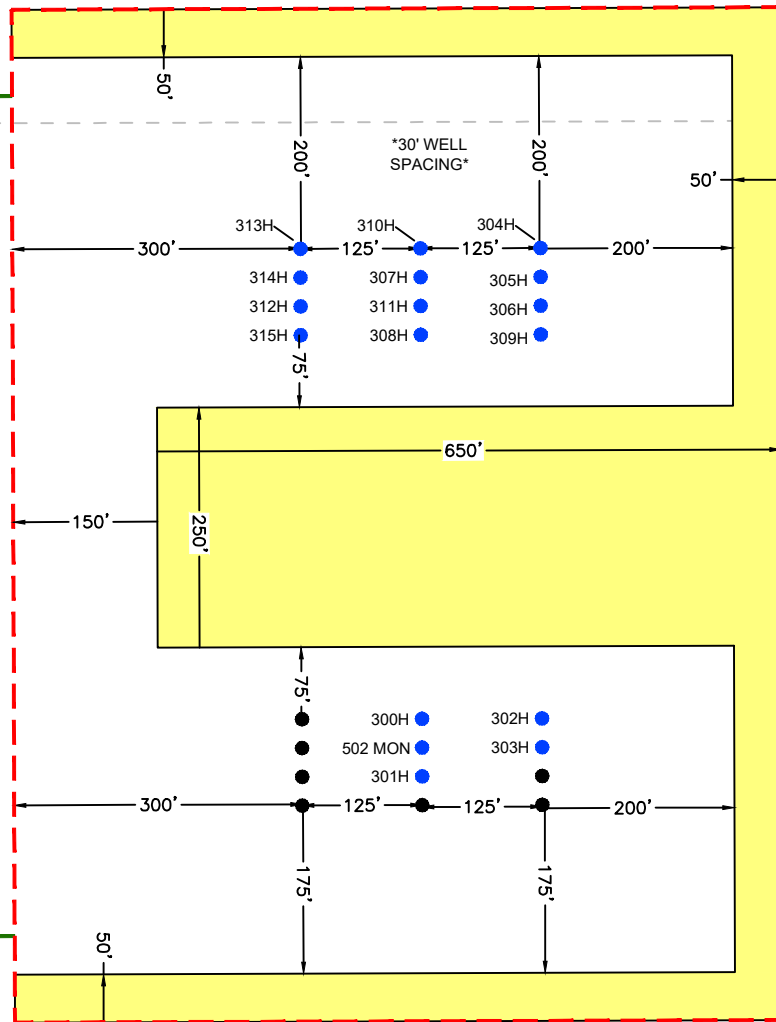 50'
*30' WELL
SPACING*
200'
200'
50'
313H
310H
304H
300'
125'
125'
200'
314H
307H
305H
312H
311H
306H
315H
308H
309H
75'
650'
150'
250'
75'
300H
302H
502 MON
303H
301H
300'
125'
125'
200'
175'
175'
50'